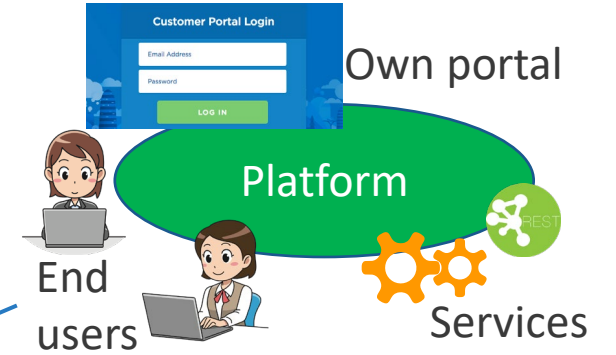 Customer Portal Login
Email Address
Password
LOG IN
Own portal
Platform
REST
End
users
Services